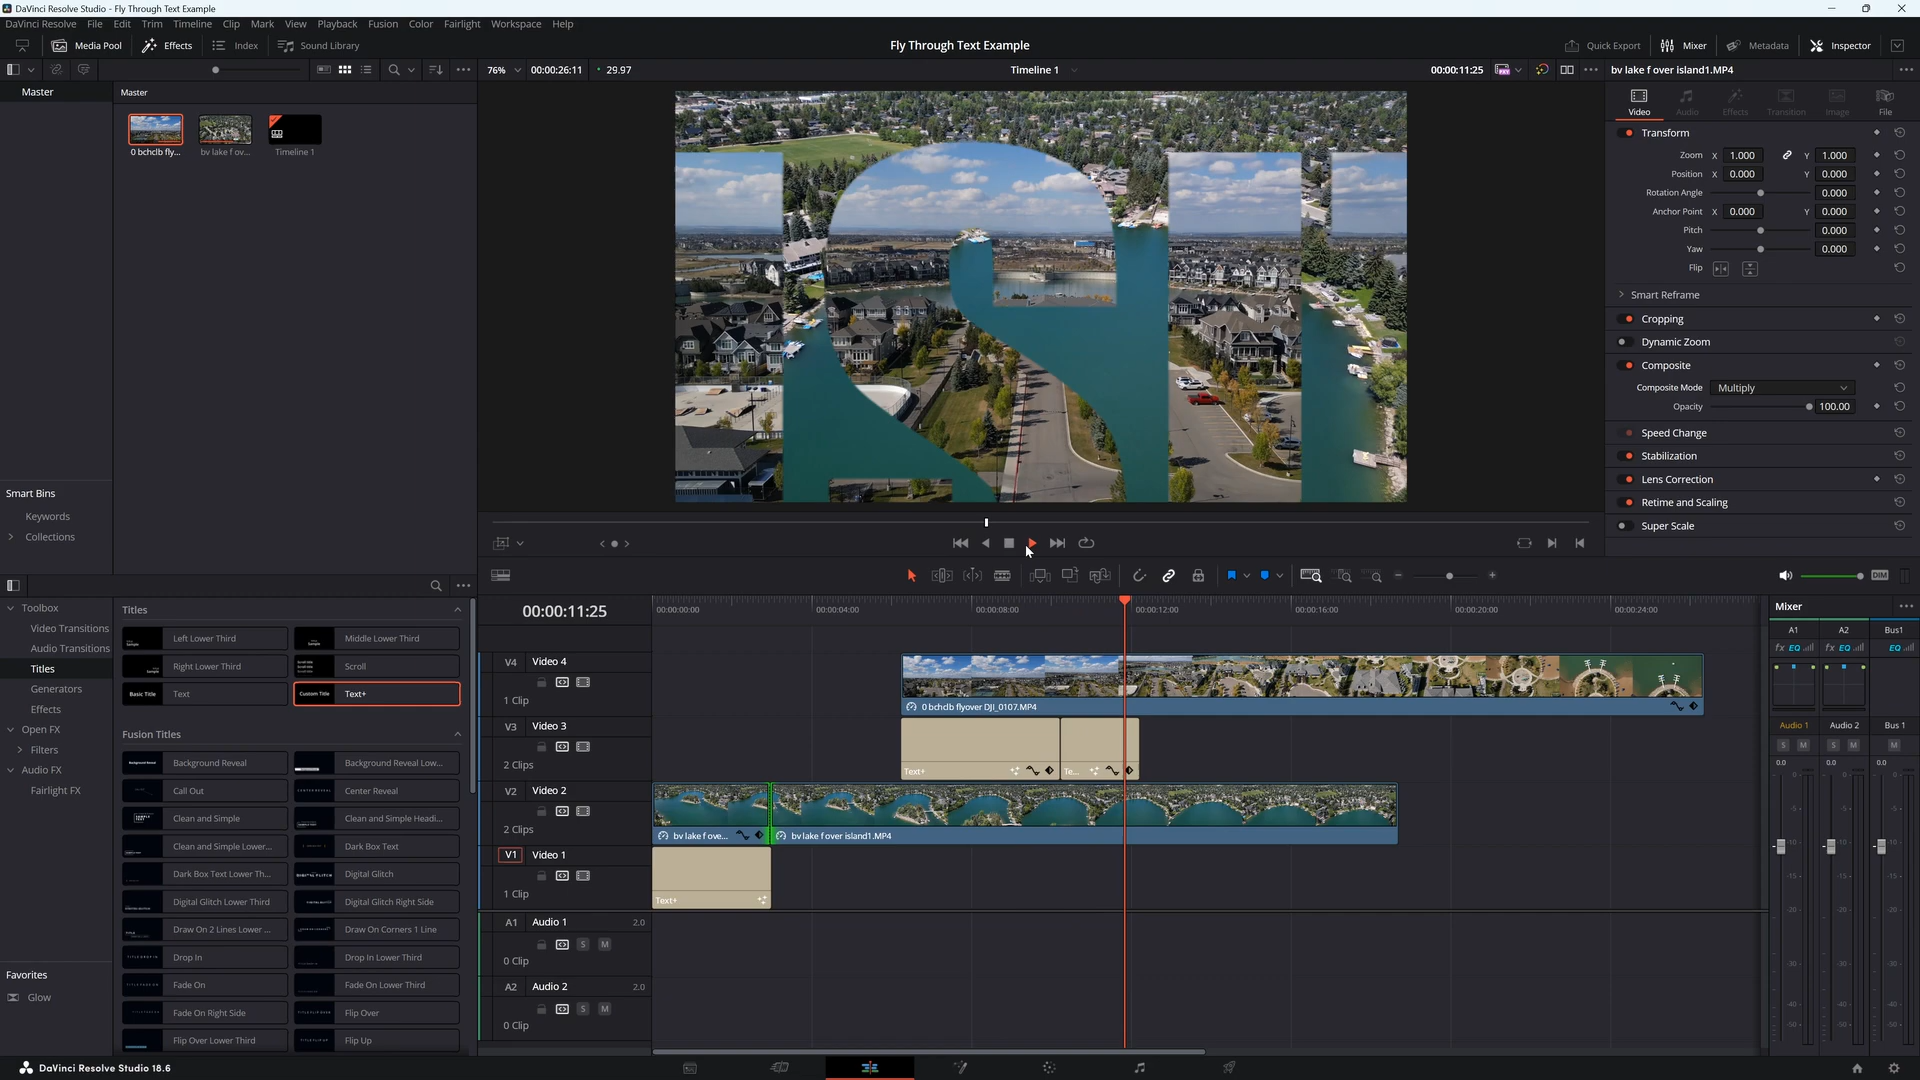 DaVinci Resolve Studio - Fly Through Text Example
DaVinci Resolve File Edit Trim Timeline Clip Mark View Playback Fusion Color Fairlight Workspace Help
Media Pool Effects Index Sound Library
Fly Through Text Example
Quick Export Mixer Metadata Inspector
76% 00:00:26:11 29.97
Timeline 1
00:00:11:25
bv lake f over island1.MP4
Master
Master
0 bchclb fly... bv lake f ov... Timeline 1
Smart Bins
Keywords
Collections
Video Audio Effects Transition Image File
Transform
Zoom X 1.000 Y 1.000
Position X 0.000 Y 0.000
Rotation Angle 0.000
Anchor Point X 0.000 Y 0.000
Pitch 0.000
Yaw 0.000
Flip
Smart Reframe
Cropping
Dynamic Zoom
Composite
Composite Mode Multiply
Opacity 100.00
Speed Change
Stabilization
Lens Correction
Retime and Scaling
Super Scale
Toolbox
Video Transitions
Audio Transitions
Titles
Generators
Effects
Open FX
Filters
Audio FX
Fairlight FX
Favorites
Glow
Titles
Left Lower Third Middle Lower Third
Right Lower Third Scroll
Basic Title Text Custom Title Text+
Fusion Titles
Background Reveal Background Reveal Low...
Call Out Center Reveal
Clean and Simple Clean and Simple Headi...
Clean and Simple Lower... Dark Box Text
Dark Box Text Lower Th... Digital Glitch
Digital Glitch Lower Third Digital Glitch Right Side
Draw On 2 Lines Lower ... Draw On Corners 1 Line
Drop In Drop In Lower Third
Fade On Fade On Lower Third
Fade On Right Side Flip Over
Flip Over Lower Third Flip Up
DIM
00:00:11:25
00:00:00:00 00:00:04:00 00:00:08:00 00:00:12:00 00:00:16:00 00:00:20:00 00:00:24:00
V4 Video 4
1 Clip
0 bchclb flyover DJI_0107.MP4
V3 Video 3
2 Clips
Text+ Te...
V2 Video 2
2 Clips
bv lake f ove... bv lake f over island1.MP4
V1 Video 1
1 Clip
Text+
A1 Audio 1 2.0
S M
0 Clip
A2 Audio 2 2.0
S M
0 Clip
Mixer
A1 A2 Bus1
fx EQ fx EQ EQ
Audio 1 Audio 2 Bus 1
S M S M M
0.0 0.0 0.0
DaVinci Resolve Studio 18.6